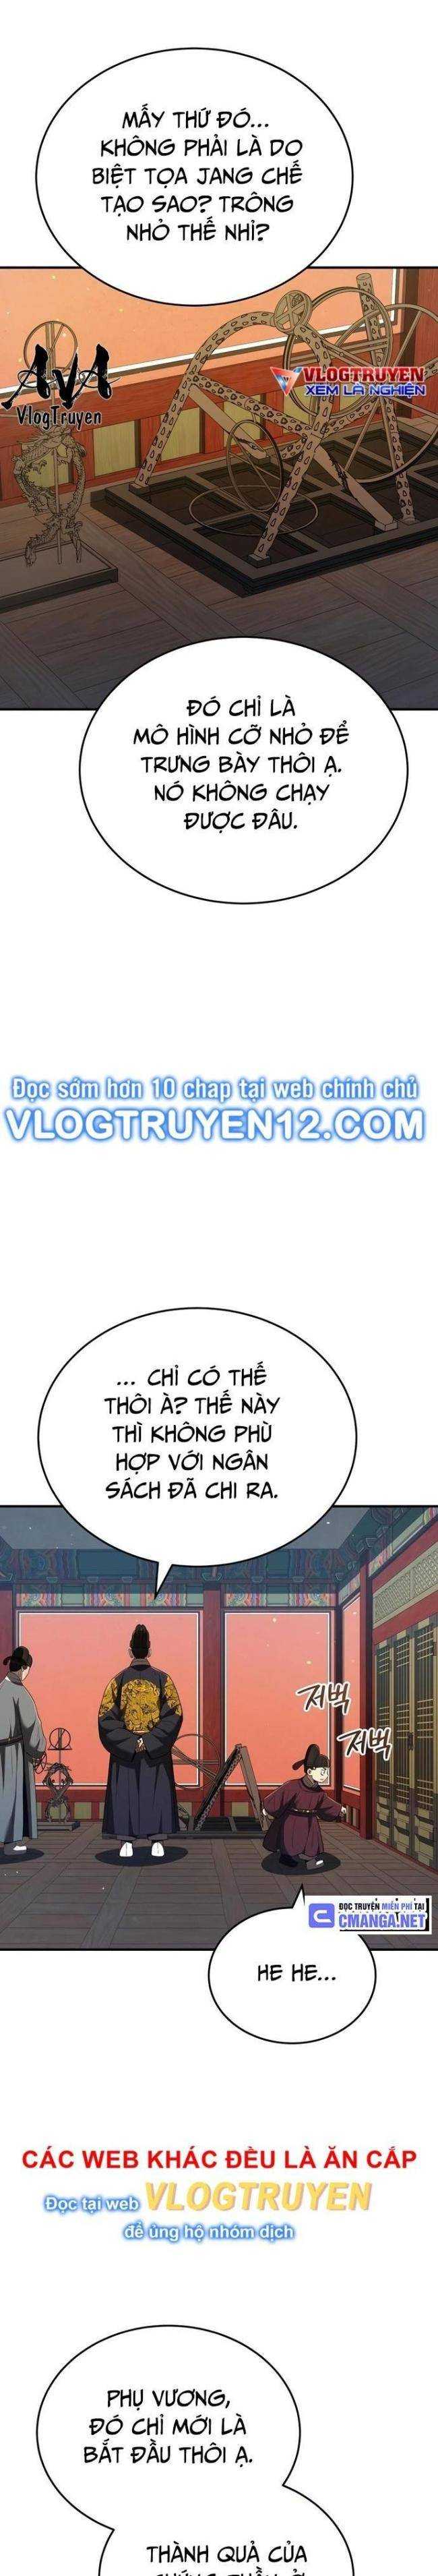 MẤY THỨ ĐÓ...
KHÔNG PHẢI LÀ DO
BIỆT TỌA JANG CHẾ
TẠO SAO? TRÔNG
NHỎ THẾ NHỈ?
AVA
VlogTruyen
VLOGTRUYEN
XEM LÀ NGHIỆN
ĐÓ CHỈ LÀ
MÔ HÌNH CỠ NHỎ ĐỂ
TRƯNG BÀY THÔI Ạ.
NÓ KHÔNG CHẠY
ĐƯỢC ĐÂU.
Đọc sớm hơn 10 chap tại web chính chủ
VLOGTRUYEN12.COM
... CHỈ CÓ THẾ
THÔI À? THẾ NÀY
THÌ KHÔNG PHÙ
HỢP VỚI NGÂN
SÁCH ĐÃ CHI RA.
저벅
저벅
ĐỌC TRUYỆN MIỄN PHÍ TẠI
CMANGA.NET
HE HE...
CÁC WEB KHÁC ĐỀU LÀ ĂN CẮP
Đọc tại web VLOGTRUYEN
để ủng hộ nhóm dịch
PHỤ VƯƠNG,
ĐÓ CHỈ MỚI LÀ
BẮT ĐẦU THÔI Ạ.
THÀNH QUẢ CỦA